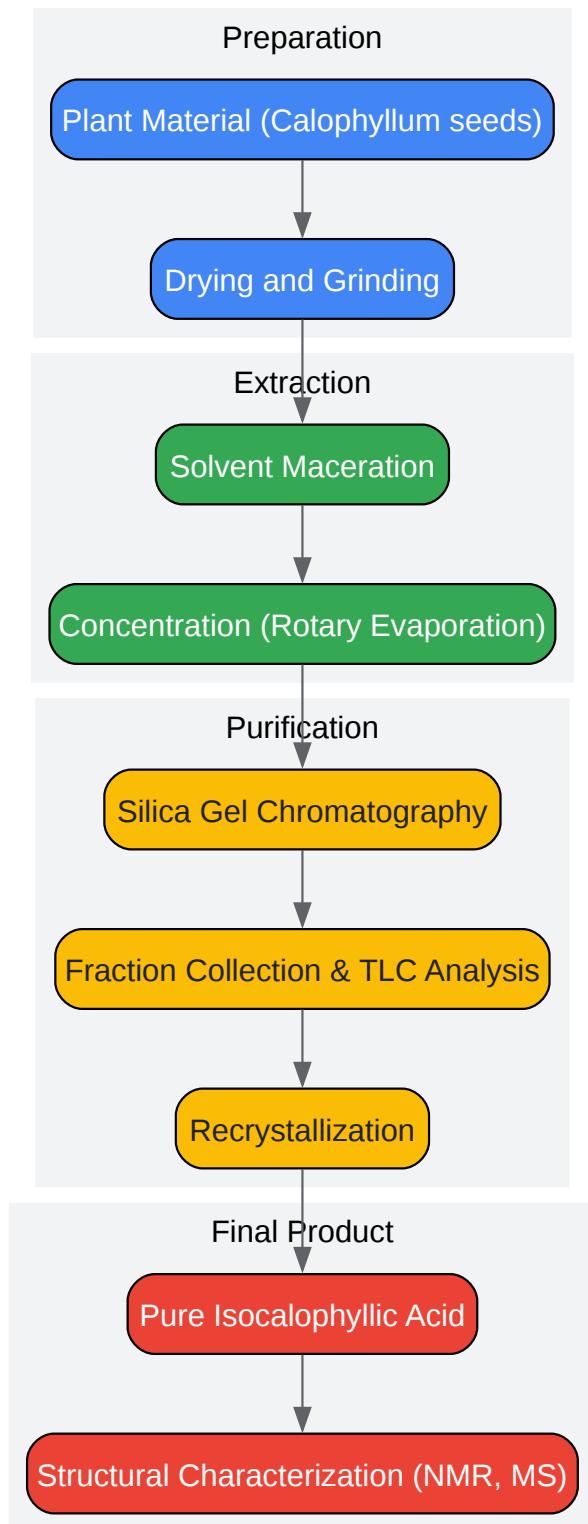 Preparation
Plant Material (Calophyllum seeds)
Drying and Grinding
Extraction
Solvent Maceration
Concentration (Rotary Evaporation)
Purification
Silica Gel Chromatography
Fraction Collection & TLC Analysis
Recrystallization
Final Product
Pure Isocalophyllic Acid
Structural Characterization (NMR, MS)